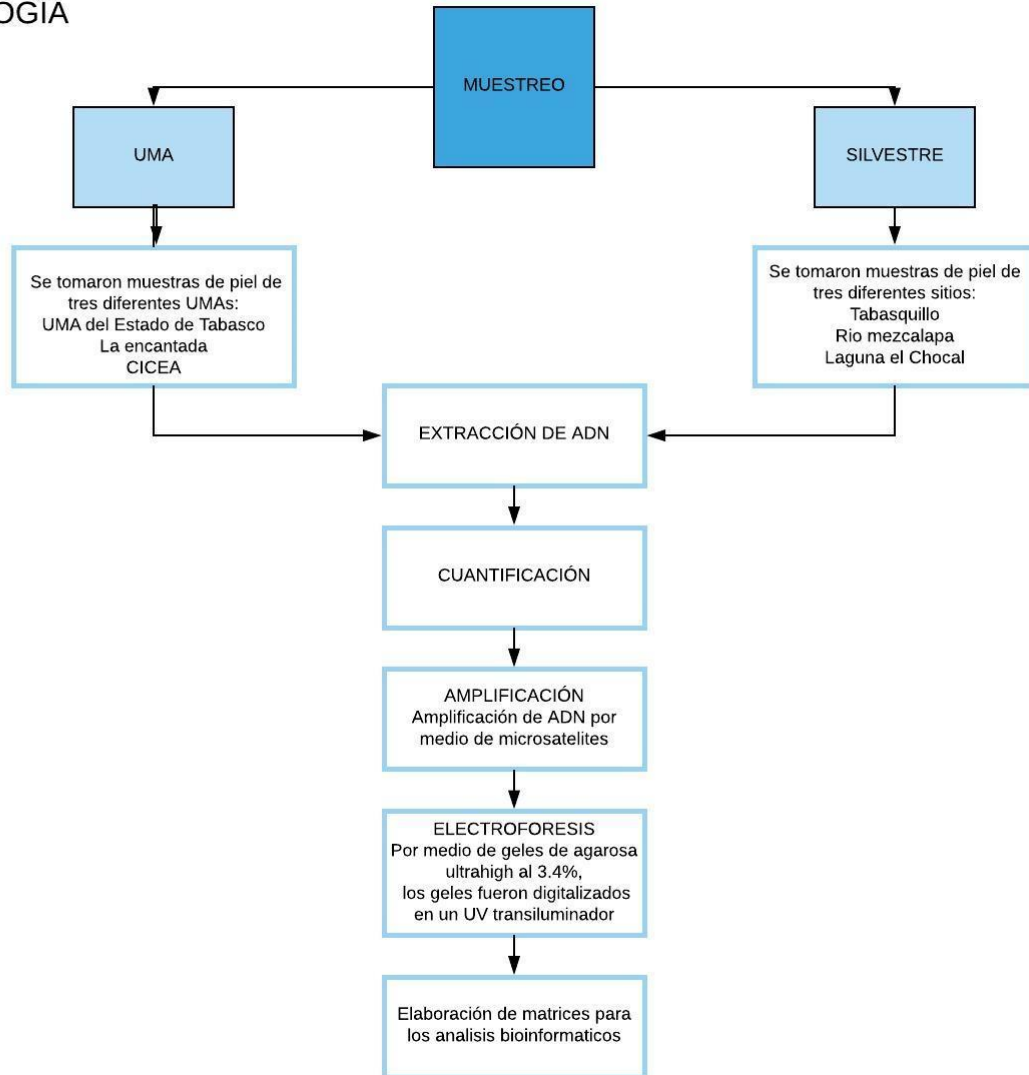 OGIA
MUESTREO
UMA
SILVESTRE
Se tomaron muestras de piel de
tres diferentes UMAs:
UMA del Estado de Tabasco
La encantada
CICEA
Se tomaron muestras de piel de
tres diferentes sitios:
Tabasquillo
Rio mezcalapa
Laguna el Chocal
EXTRACCIÓN DE ADN
CUANTIFICACIÓN
AMPLIFICACIÓN
Amplificación de ADN por
medio de microsatelites
ELECTROFORESIS
Por medio de geles de agarosa
ultrahigh al 3.4%,
los geles fueron digitalizados
en un UV transiluminador
Elaboración de matrices para
los analisis bioinformaticos